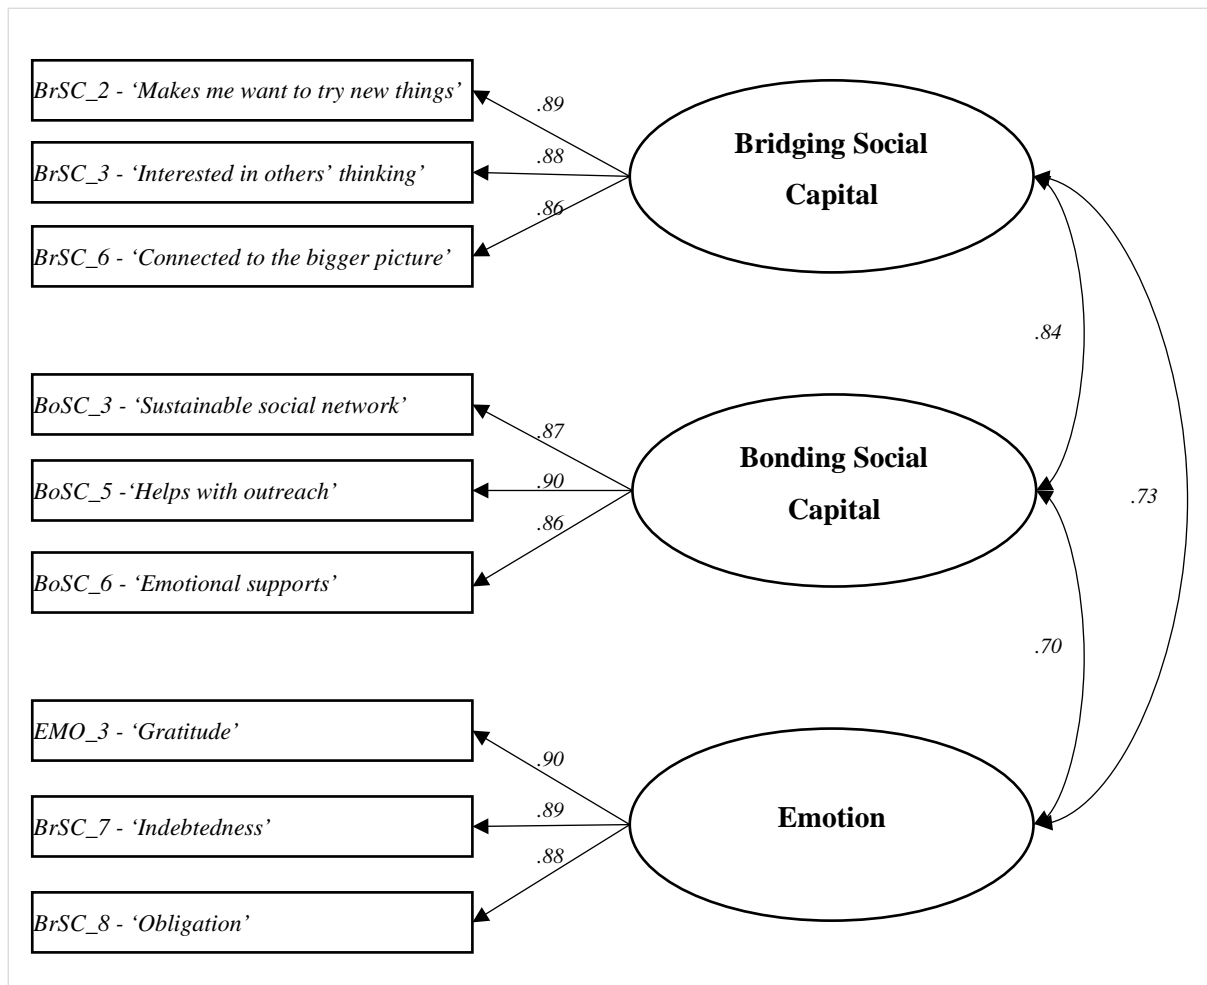 BrSC_2 - ‘Makes me want to try new things’
.89
BrSC_3 - ‘Interested in others’ thinking’
.88
BrSC_6 - ‘Connected to the bigger picture’
.86
Bridging Social
Capital
.84
BoSC_3 - ‘Sustainable social network’
.87
BoSC_5 -‘Helps with outreach’
.90
BoSC_6 - ‘Emotional supports’
.86
Bonding Social
Capital
.73
.70
EMO_3 - ‘Gratitude’
.90
BrSC_7 - ‘Indebtedness’
.89
BrSC_8 - ‘Obligation’
.88
Emotion